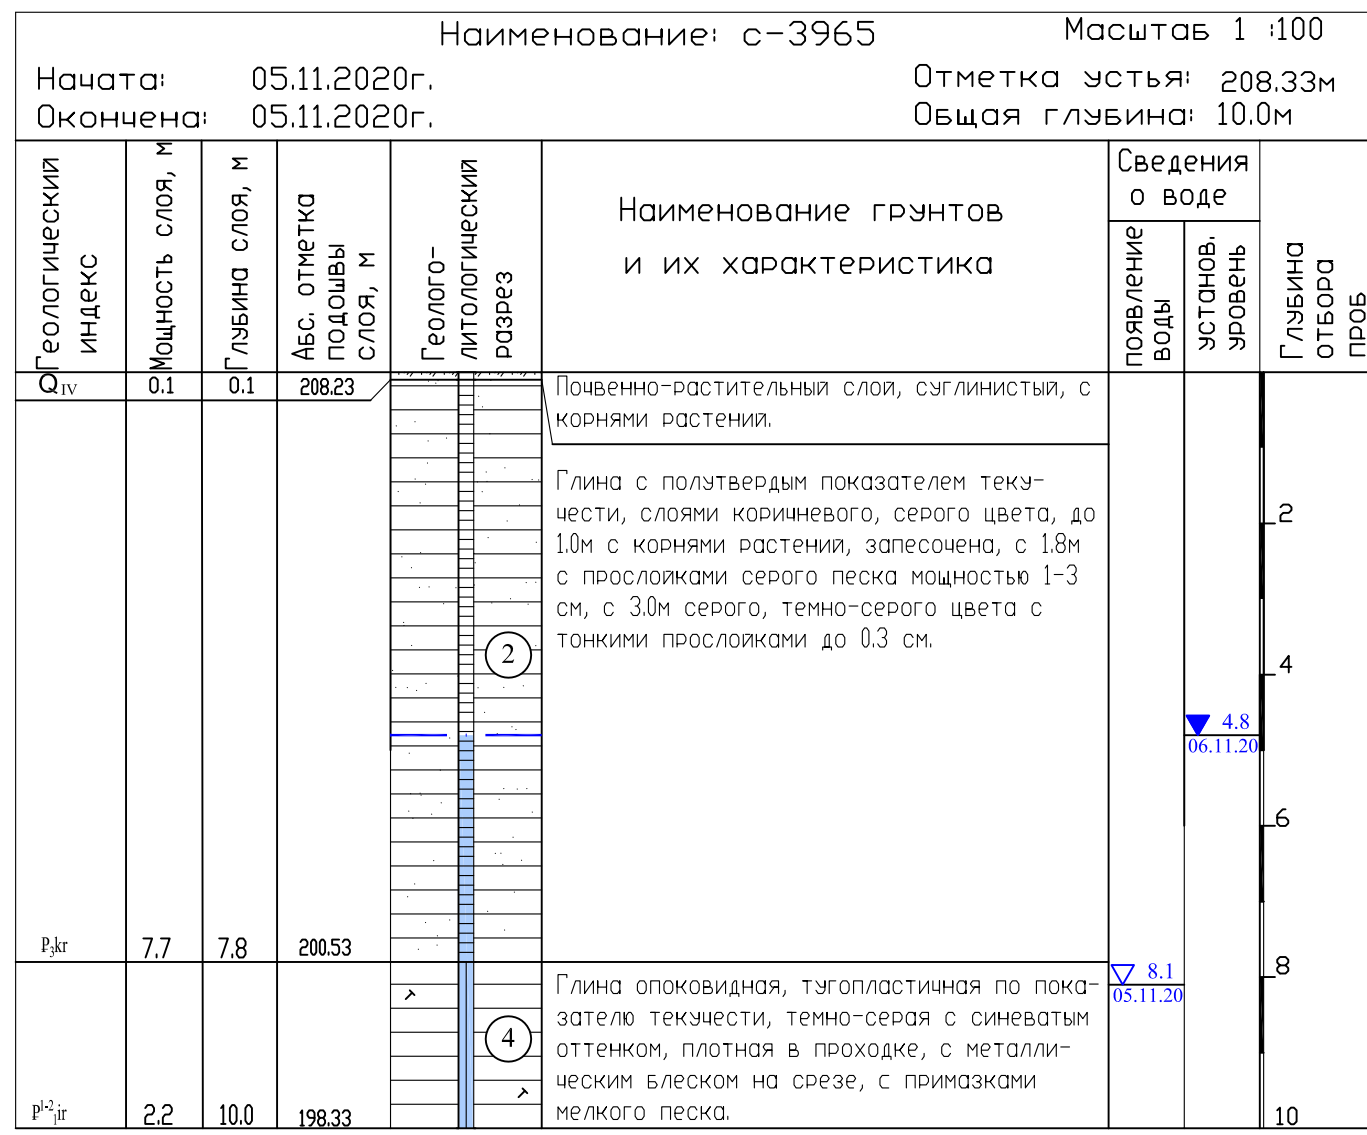 Наименование: с-3965
Масштаб 1 :100
Начата: 05.11.2020г.
Отметка устья: 208.33м
Окончена: 05.11.2020г.
Общая глубина: 10.0м
Геологический
индекс
Мощность слоя, м
Глубина слоя, м
Абс. отметка
подошвы
слоя, м
Геолого-
литологический
разрез
Наименование грунтов
и их характеристика
Сведения
о воде
появление
воды
установ.
уровень
Глубина
отбора
проб
QIV 0.1 0.1 208.23
Почвенно-растительный слой, суглинистый, с
корнями растений.
Глина с полутвердым показателем теку-
чести, слоями коричневого, серого цвета, до
1.0м с корнями растений, запесочена, с 1.8м
с прослойками серого песка мощностью 1-3
см, с 3.0м серого, темно-серого цвета с
тонкими прослойками до 0.3 см.
2
2
4
4.8
06.11.20
6
₽₃kr 7.7 7.8 200.53
8
8.1
05.11.20
Глина опоковидная, тугопластичная по пока-
зателю текучести, темно-серая с синеватым
оттенком, плотная в проходке, с металли-
ческим блеском на срезе, с примазками
мелкого песка.
4
₽¹⁻²₁ir 2.2 10.0 198.33
10